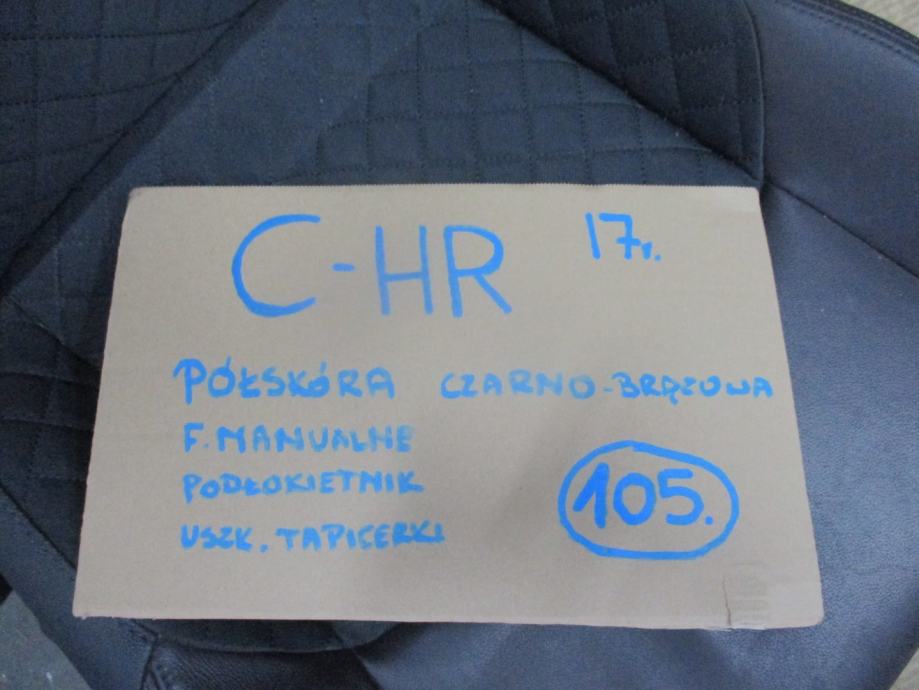 C-HR 17r.
PÓŁSKÓRA CZARNO-BRĄZOWA
F. MANUALNE
PODŁOKIETNIK
USZK. TAPICERKI
105.